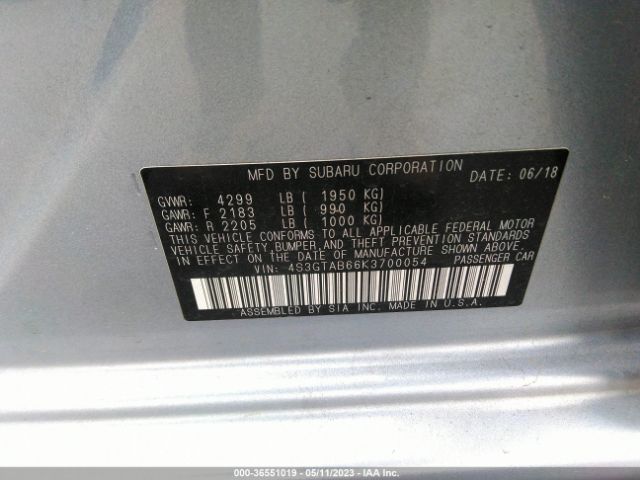 MFD BY SUBARU CORPORATION
DATE: 06/18
GVWR: 4299 LB ( 1950 KG)
GAWR: F 2183 LB ( 990 KG)
GAWR: R 2205 LB ( 1000 KG)
THIS VEHICLE CONFORMS TO ALL APPLICABLE FEDERAL MOTOR
VEHICLE SAFETY, BUMPER, AND THEFT PREVENTION STANDARDS
IN EFFECT ON THE DATE OF MANUFACTURE SHOWN ABOVE.
VIN: 4S3GTAB66K3700054 PASSENGER CAR
ASSEMBLED BY SIA INC. MADE IN U.S.A.
000-36551019 - 05/11/2023 - IAAI.COM